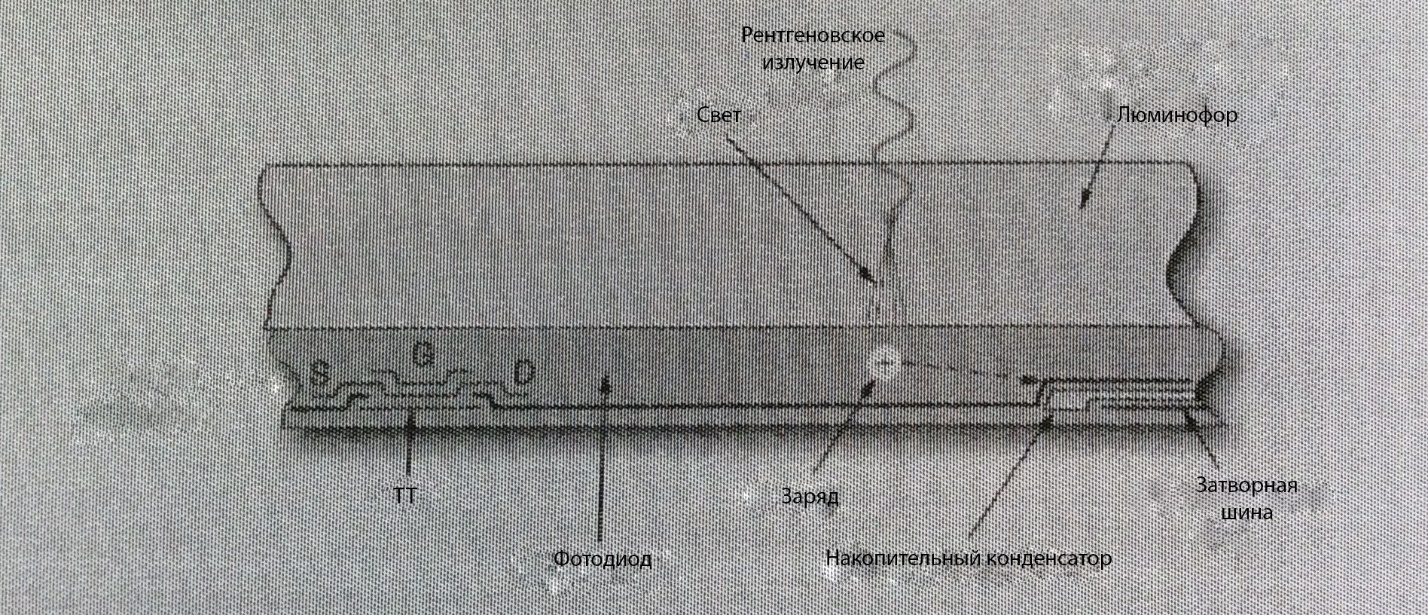 Рентгеновское
излучение
Свет
Люминофор
S
G
D
+
ТТ
Заряд
Затворная
шина
Фотодиод
Накопительный конденсатор